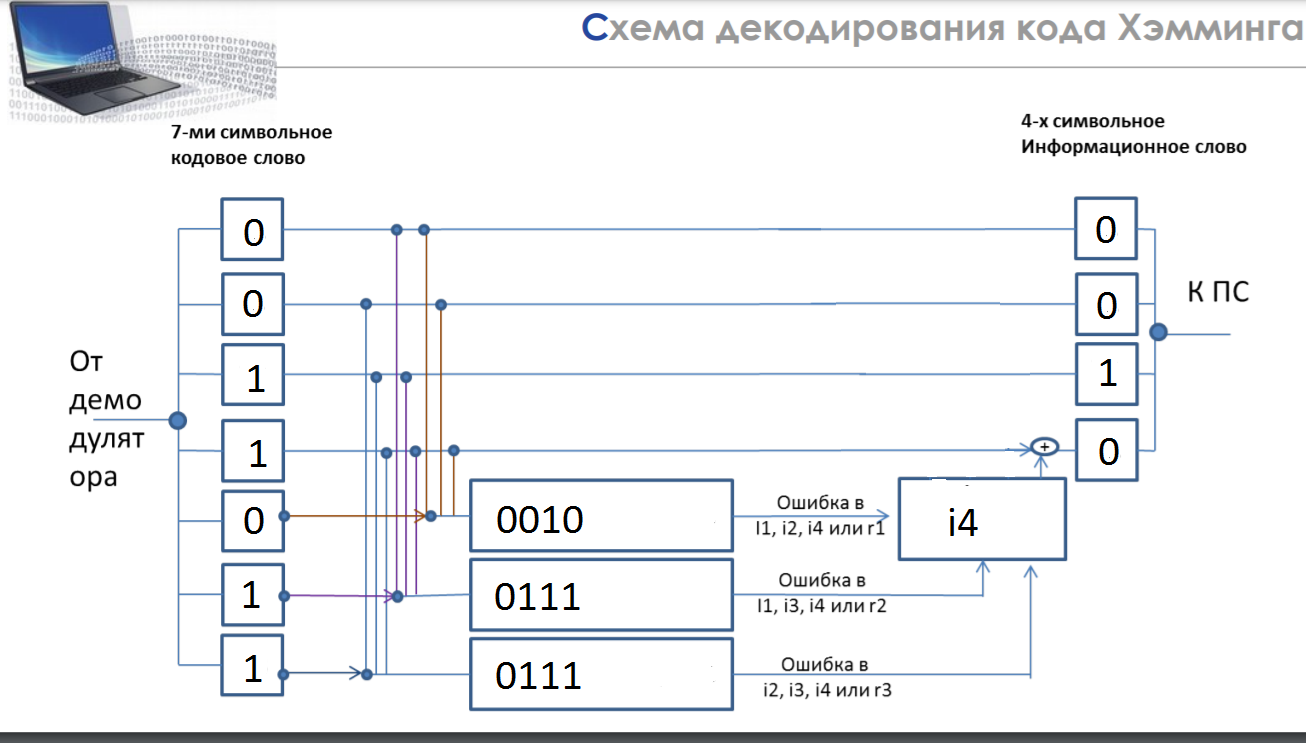 Схема декодирования кода Хэмминга
7-ми символьное
кодовое слово
4-х символьное
Информационное слово
0
0
1
1
0
1
1
От
демо
дулят
ора
0010
0111
0111
Ошибка в
I1, i2, i4 или r1
Ошибка в
I1, i3, i4 или r2
Ошибка в
i2, i3, i4 или r3
i4
+
0
0
1
0
К ПС